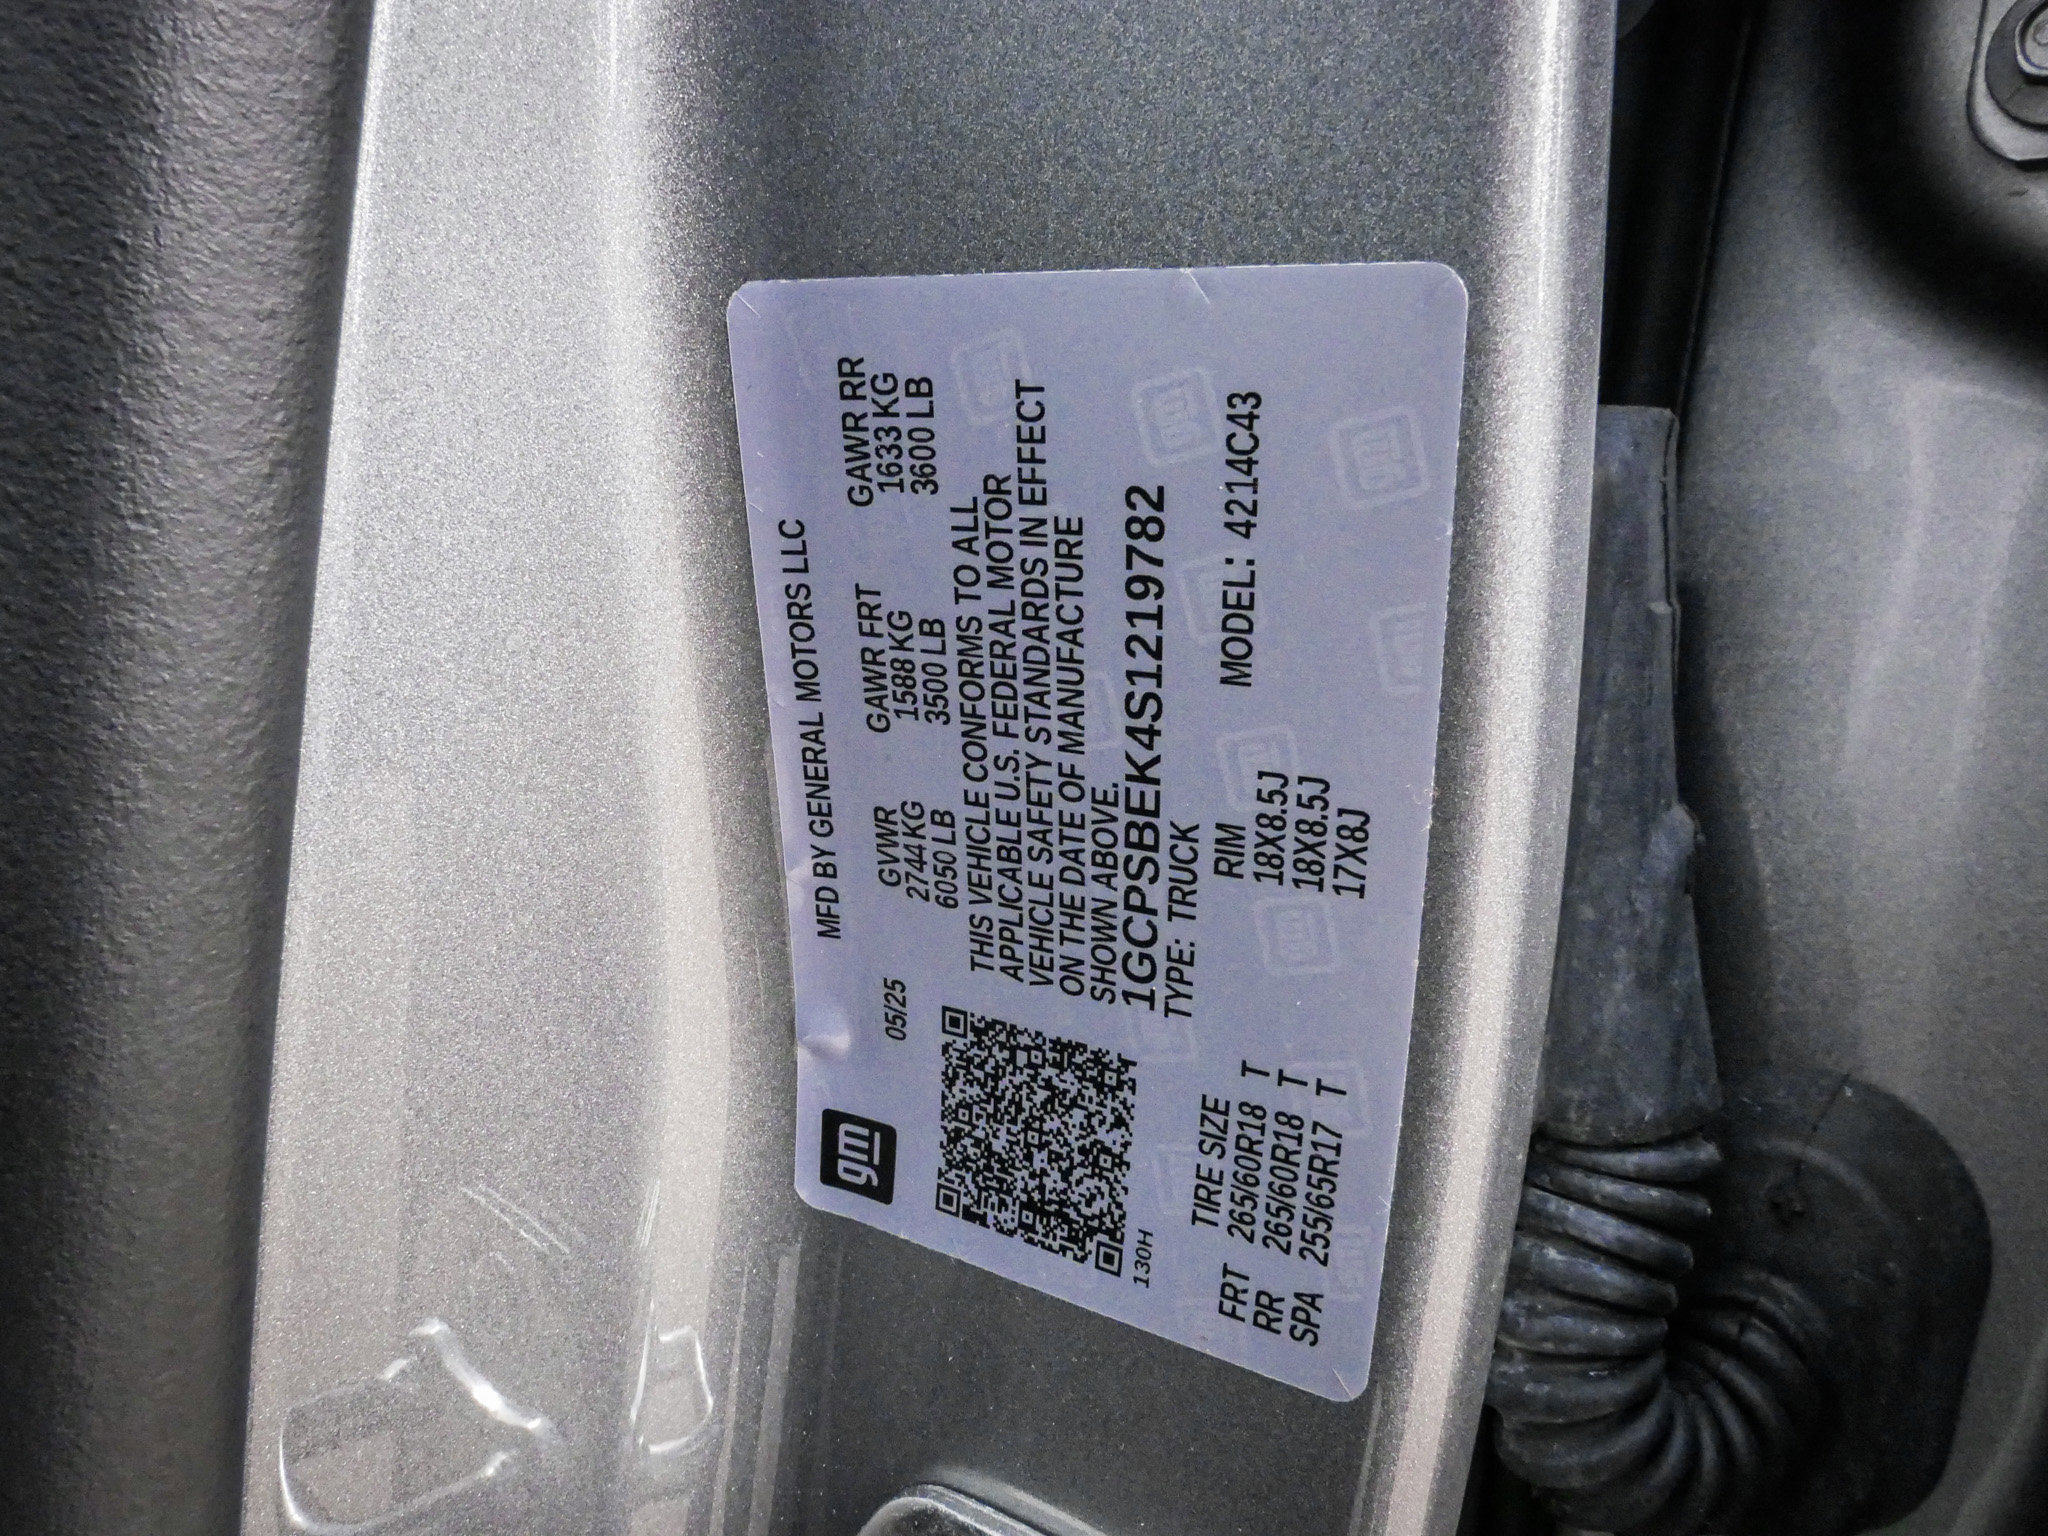 gm
MFD BY GENERAL MOTORS LLC
05/25
GVWR GAWR FRT GAWR RR
2744 KG 1588 KG 1633 KG
6050 LB 3500 LB 3600 LB
THIS VEHICLE CONFORMS TO ALL
APPLICABLE U.S. FEDERAL MOTOR
VEHICLE SAFETY STANDARDS IN EFFECT
ON THE DATE OF MANUFACTURE
SHOWN ABOVE.
1GCPSBEK4S1219782
130H
TYPE: TRUCK
MODEL: 4214C43
TIRE SIZE RIM
FRT 265/60R18 T 18X8.5J
RR 265/60R18 T 18X8.5J
SPA 255/65R17 T 17X8J